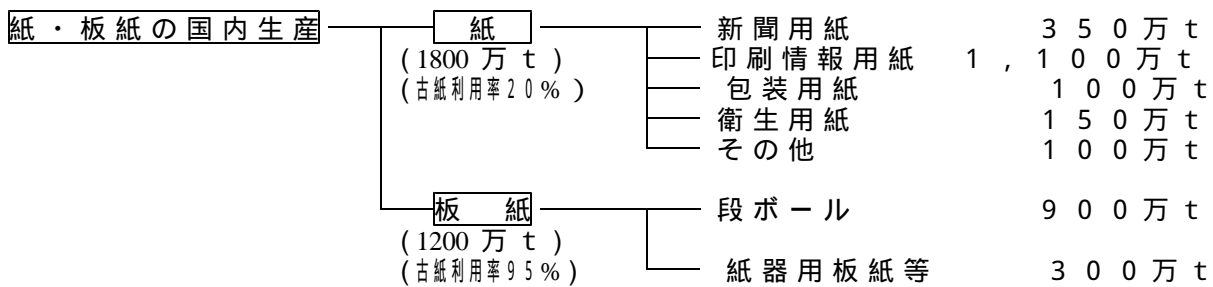 紙・板紙の国内生産 紙 新聞用紙 350万t
(1800万t) 印刷情報用紙 1,100万t
(古紙利用率20%) 包装用紙 100万t
衛生用紙 150万t
その他 100万t
板 紙 段ボール 900万t
(1200万t)
(古紙利用率95%) 紙器用板紙等 300万t